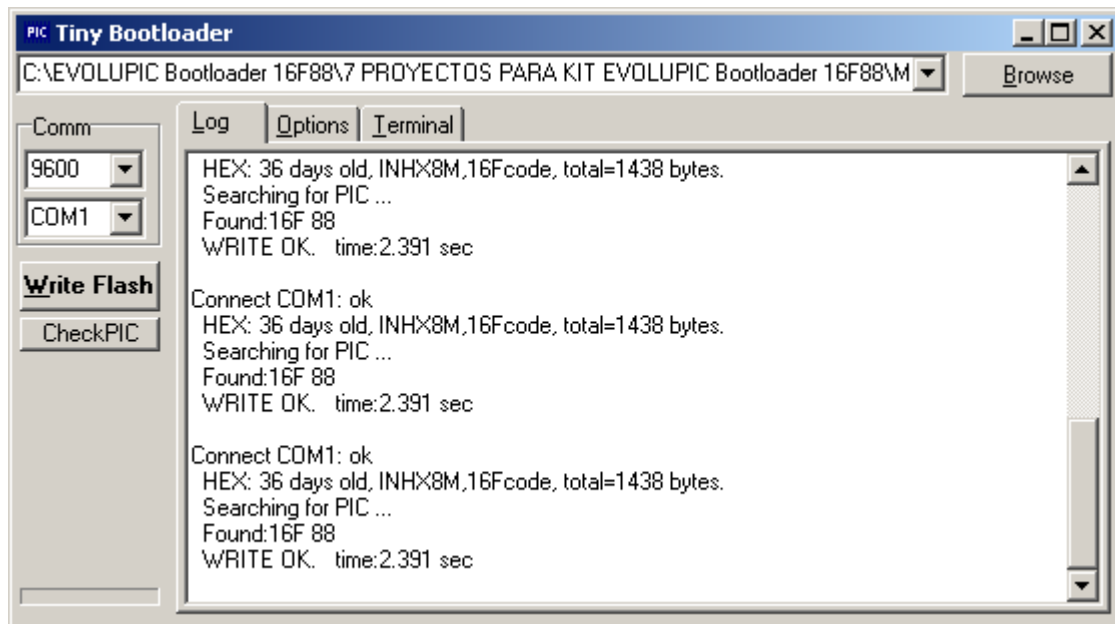 PIC Tiny Bootloader
C:\EVOLUPIC Bootloader 16F88\7 PROYECTOS PARA KIT EVOLUPIC Bootloader 16F88\M
Browse
Comm
9600
COM1
Write Flash
CheckPIC
Log Options Terminal
HEX: 36 days old, INHX8M,16Fcode, total=1438 bytes.
Searching for PIC ...
Found:16F 88
WRITE OK. time:2.391 sec
Connect COM1: ok
HEX: 36 days old, INHX8M,16Fcode, total=1438 bytes.
Searching for PIC ...
Found:16F 88
WRITE OK. time:2.391 sec
Connect COM1: ok
HEX: 36 days old, INHX8M,16Fcode, total=1438 bytes.
Searching for PIC ...
Found:16F 88
WRITE OK. time:2.391 sec